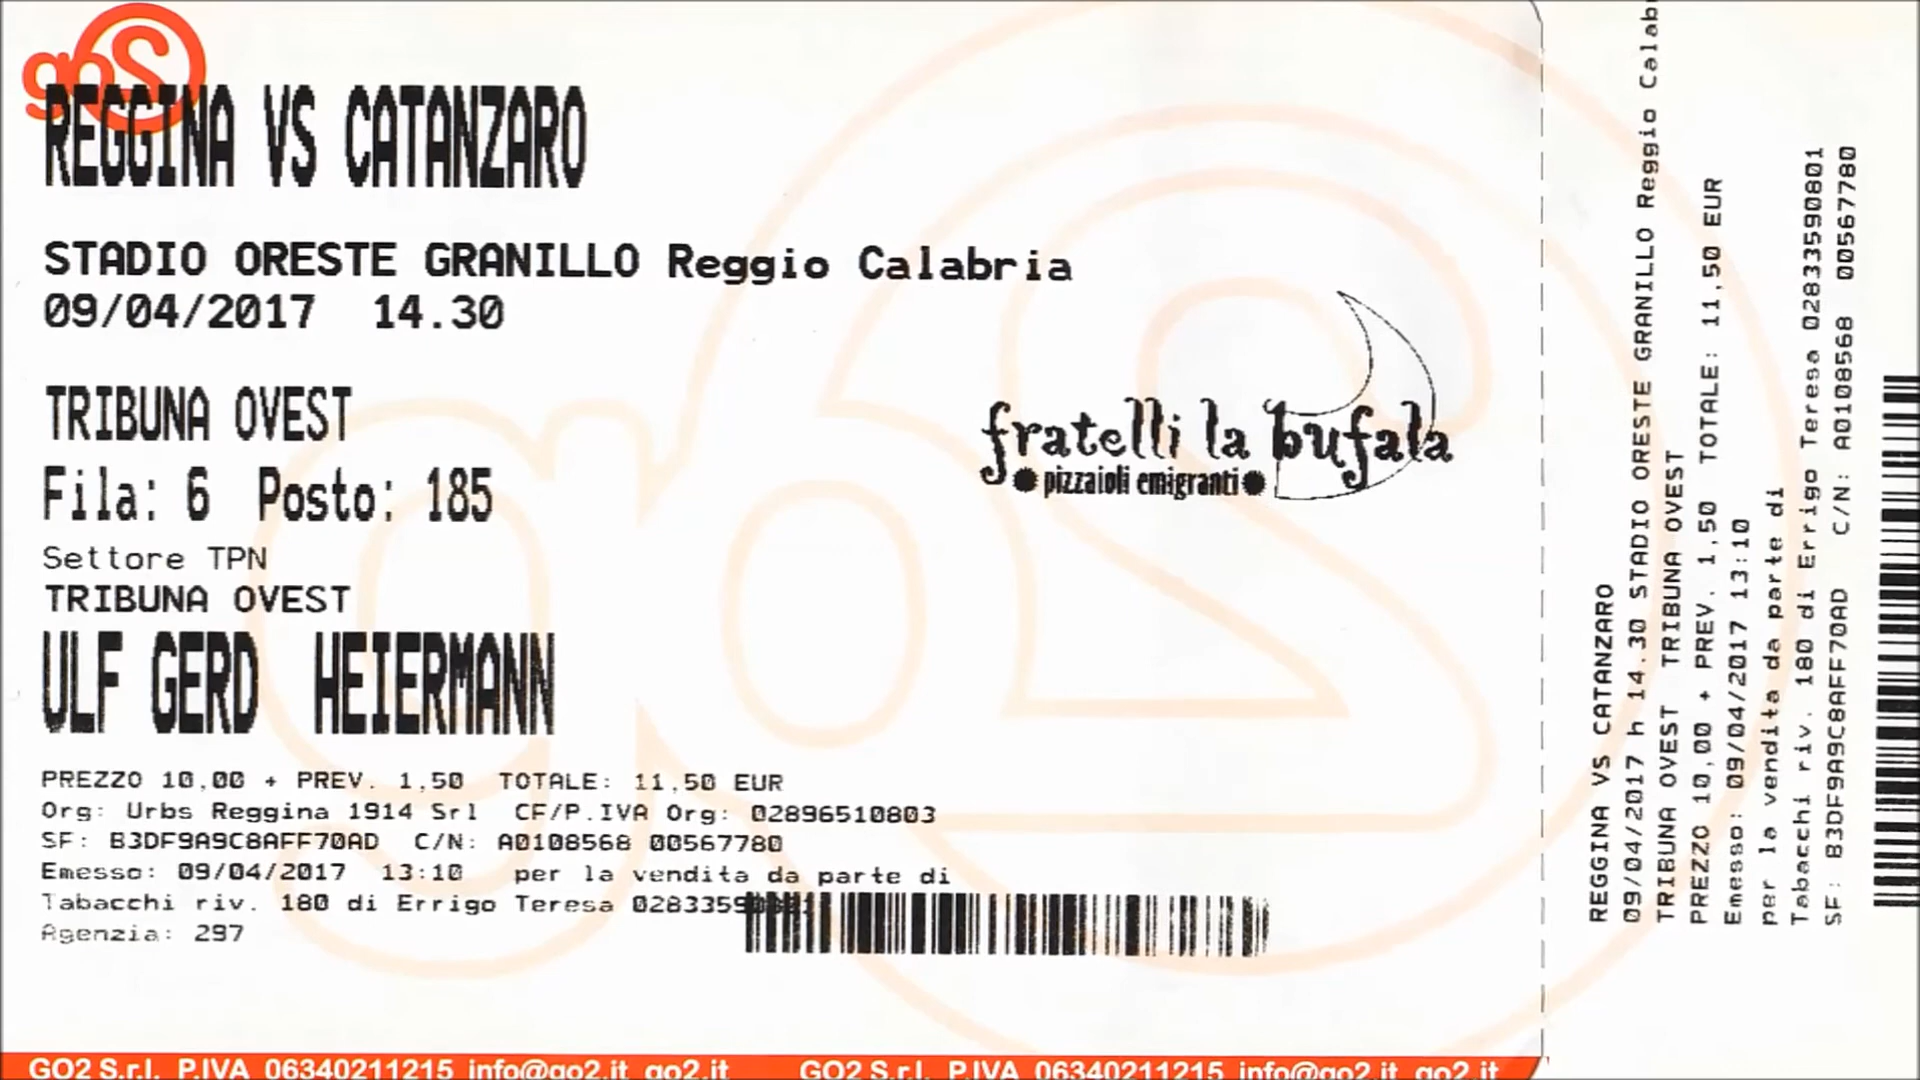 go2
REGGINA VS CATANZARO
STADIO ORESTE GRANILLO Reggio Calabria
09/04/2017 14.30
TRIBUNA OVEST
Fila: 6 Posto: 185
Settore TPN
TRIBUNA OVEST
ULF GERD HEIERMANN
fratelli la bufala
pizzaioli emigranti
PREZZO 10,00 + PREV. 1,50 TOTALE: 11,50 EUR
Org: Urbs Reggina 1914 Srl CF/P.IVA Org: 02896510803
SF: B3DF9A9C8AFF70AD C/N: A0108568 00567780
Emesso: 09/04/2017 13:10 per la vendita da parte di
Tabacchi riv. 180 di Errigo Teresa 02833590801
Agenzia: 297
GO2 S.r.l. P.IVA 06340211215 info@go2.it go2.it GO2 S.r.l. P.IVA 06340211215 info@go2.it go2.it
REGGINA VS CATANZARO
09/04/2017 h 14.30 STADIO ORESTE GRANILLO Reggio Calab
TRIBUNA OVEST TRIBUNA OVEST
PREZZO 10,00 + PREV. 1,50 TOTALE: 11,50 EUR
Emesso: 09/04/2017 13:10
per la vendita da parte di
Tabacchi riv. 180 di Errigo Teresa 02833590801
SF: B3DF9A9C8AFF70AD C/N: A0108568 00567780